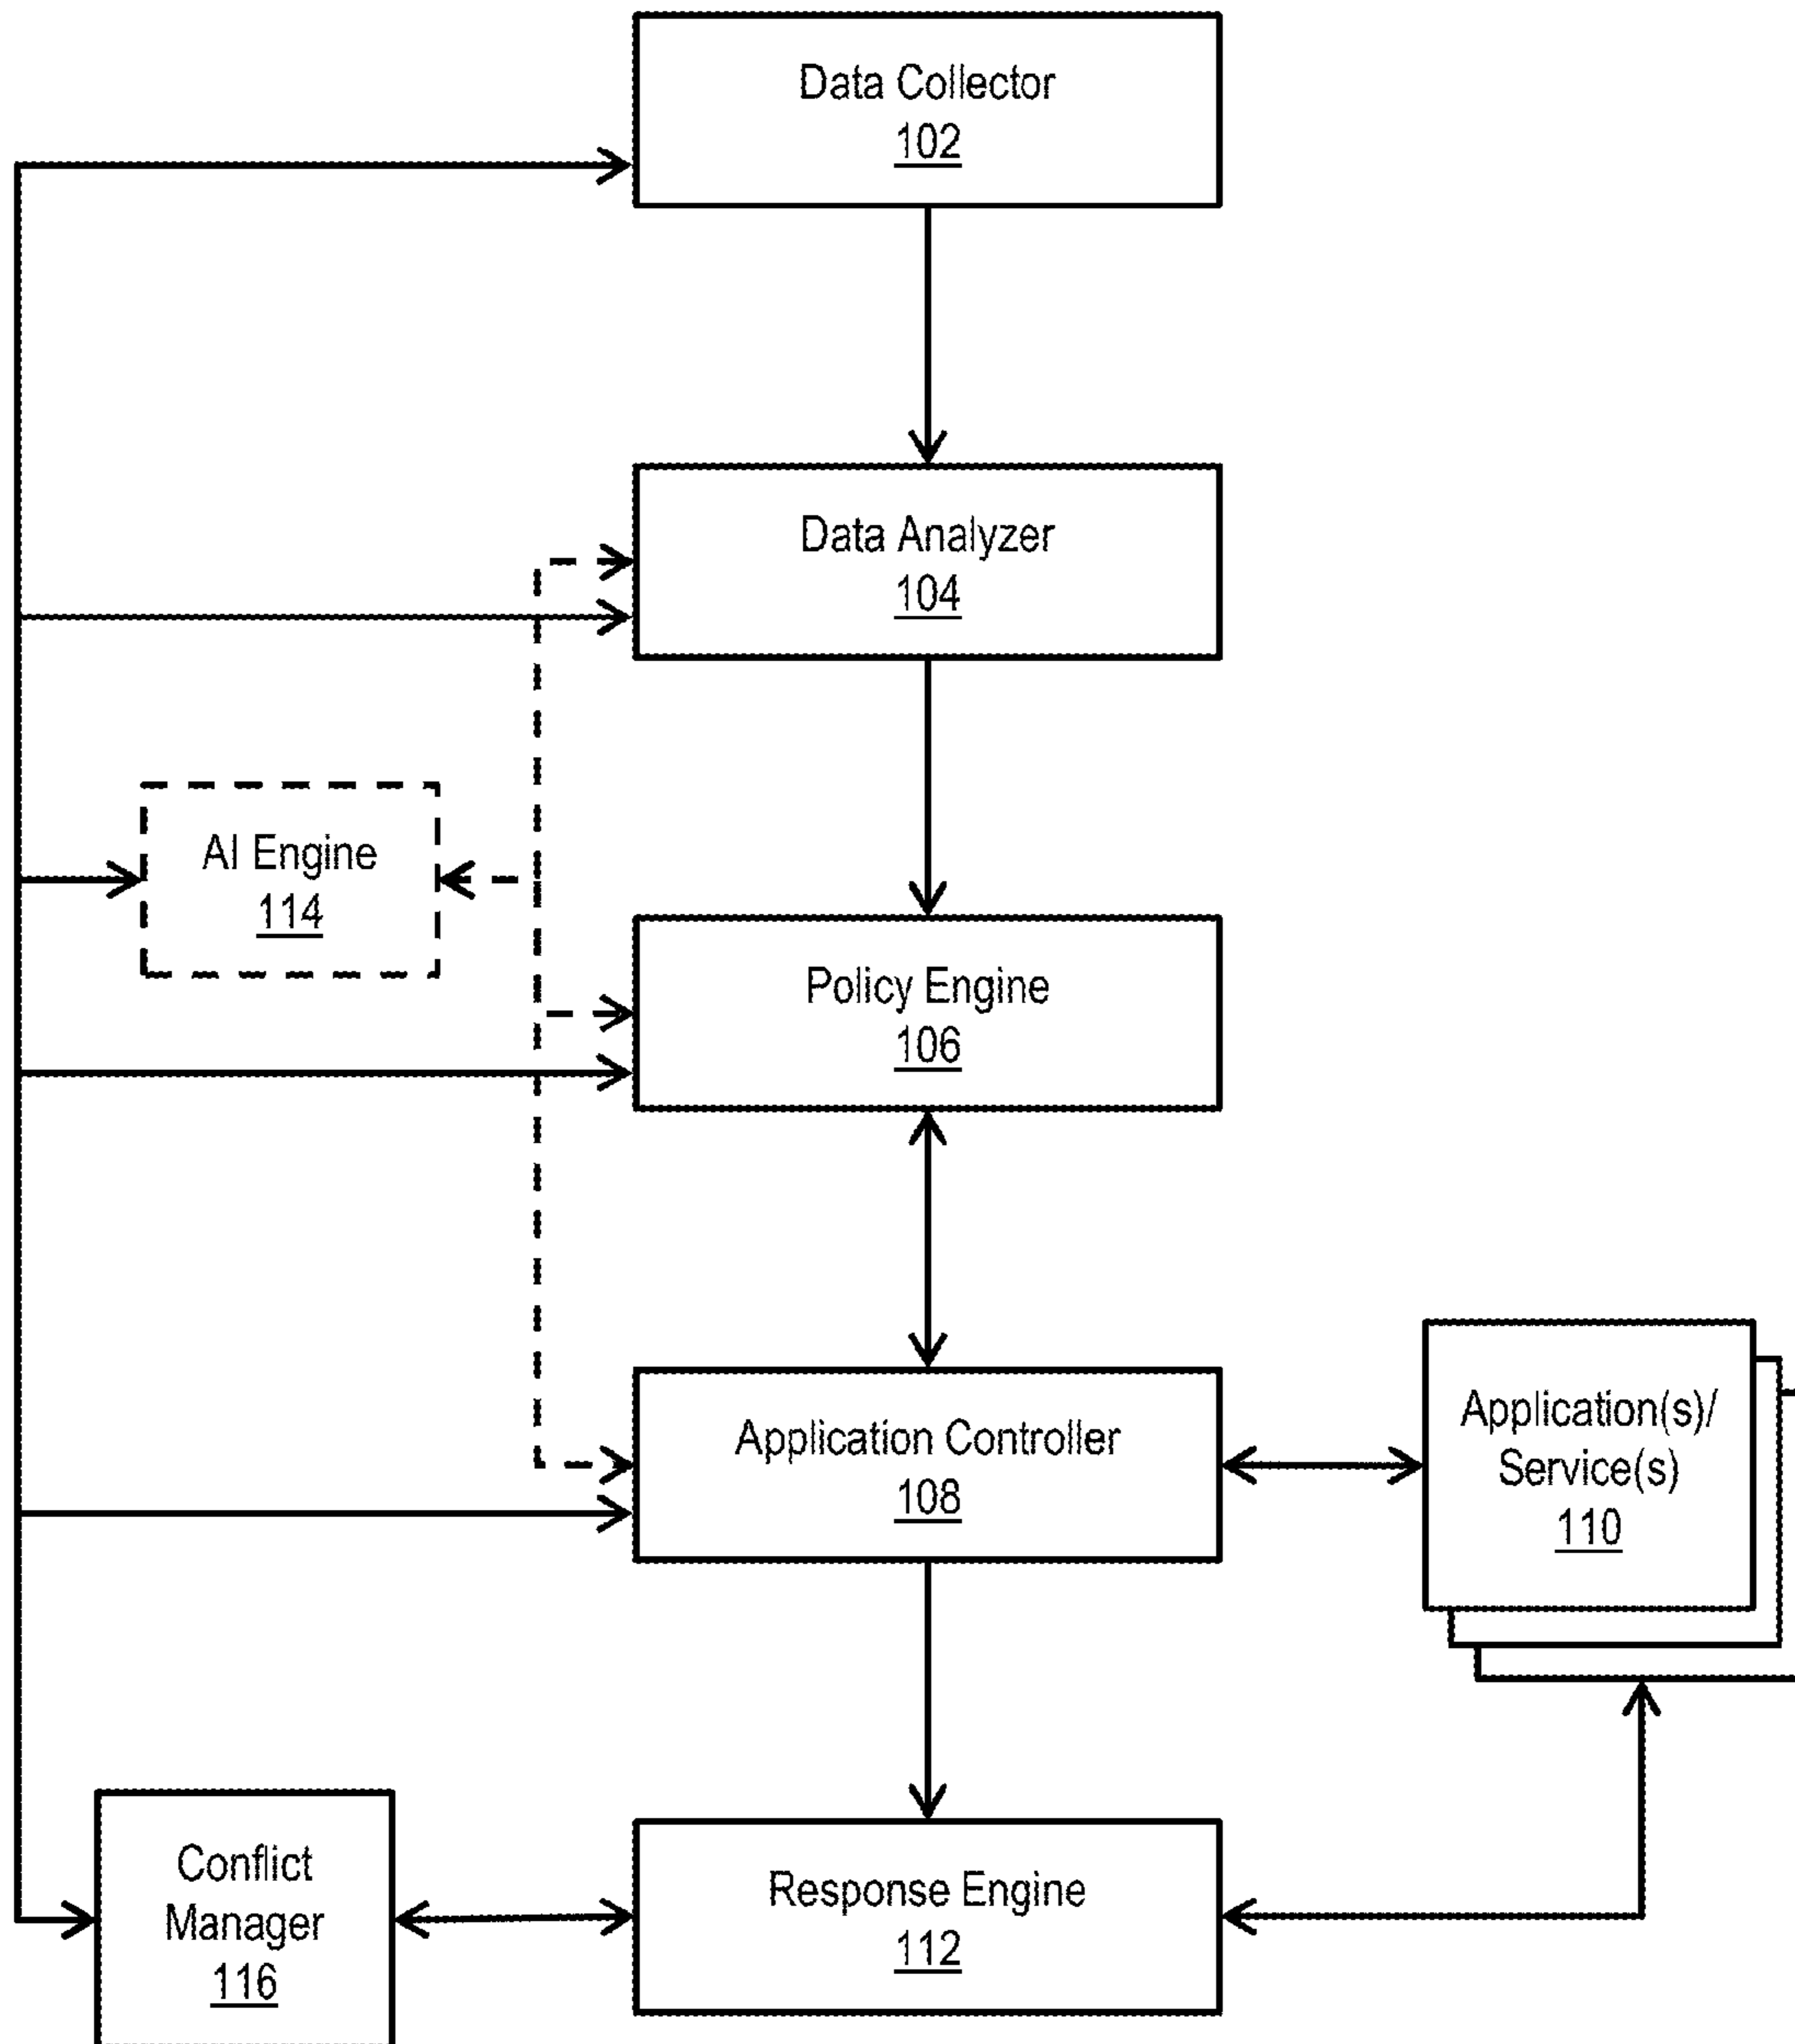 Data Collector
102
Data Analyzer
104
AI Engine
114
Policy Engine
106
Application Controller
108
Application(s)/
Service(s)
110
Conflict
Manager
116
Response Engine
112